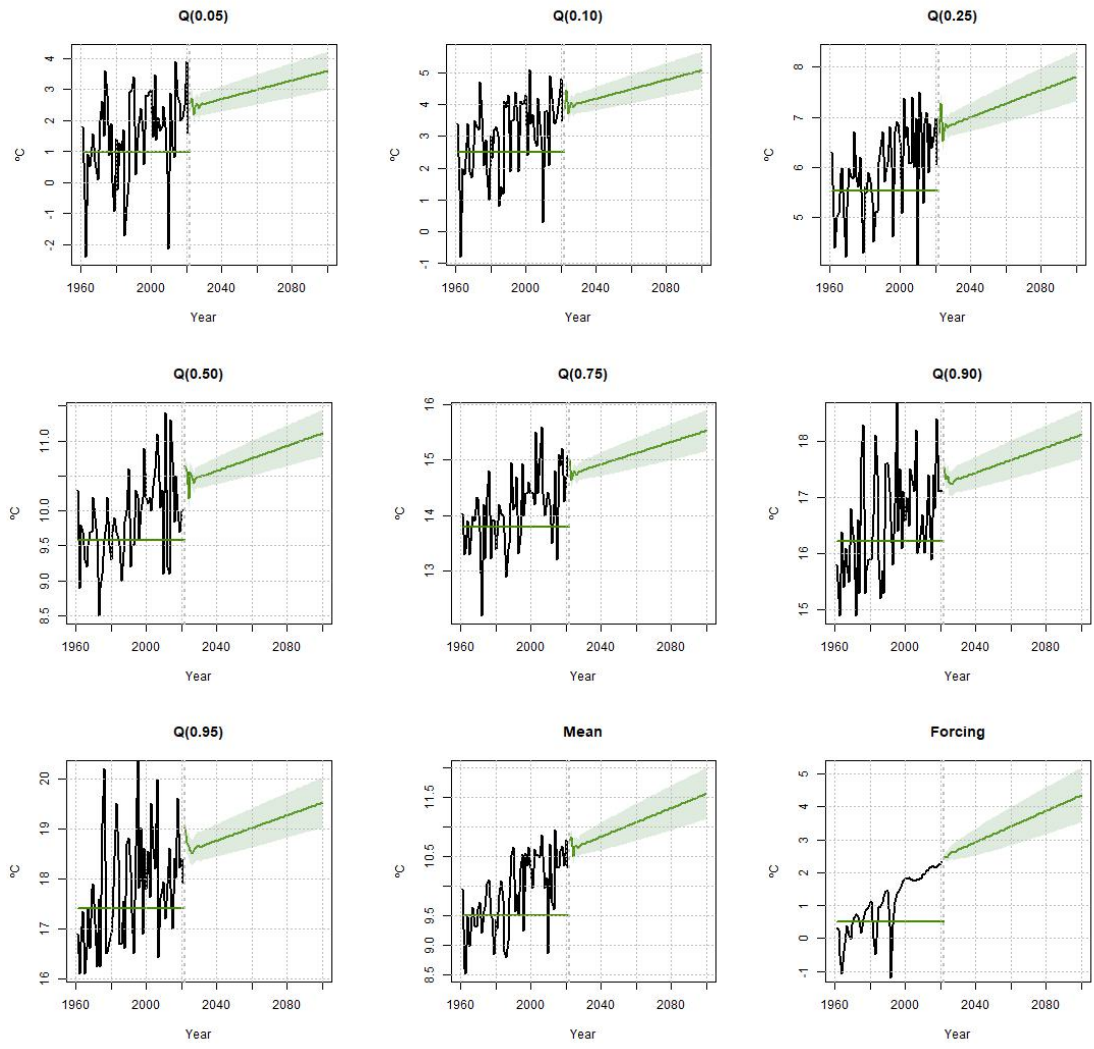 Q(0.05) Q(0.10) Q(0.25)
4 3 2 1 0 -1 -2
ºC
1960 2000 2040 2080
Year
5 4 3 2 1 0 -1
ºC
1960 2000 2040 2080
Year
8 7 6 5
ºC
1960 2000 2040 2080
Year
Q(0.50) Q(0.75) Q(0.90)
11.0 10.0 9.5 9.0 8.5
ºC
1960 2000 2040 2080
Year
16 15 14 13
ºC
1960 2000 2040 2080
Year
18 17 16 15
ºC
1960 2000 2040 2080
Year
Q(0.95) Mean Forcing
20 19 18 17 16
ºC
1960 2000 2040 2080
Year
11.5 10.5 9.5 9.0 8.5
ºC
1960 2000 2040 2080
Year
5 4 3 2 1 0 -1
ºC
1960 2000 2040 2080
Year